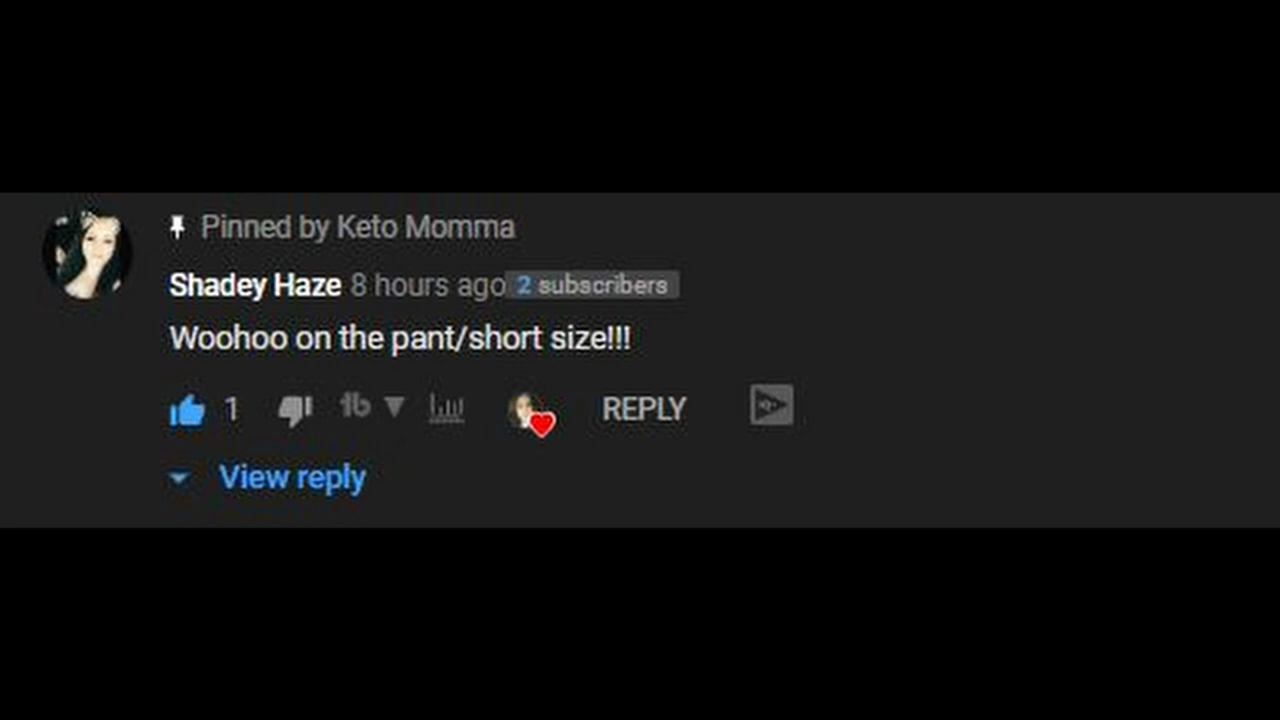 Pinned by Keto Momma
Shadey Haze 8 hours ago 2 subscribers
Woohoo on the pant/short size!!!
1 tb REPLY
View reply